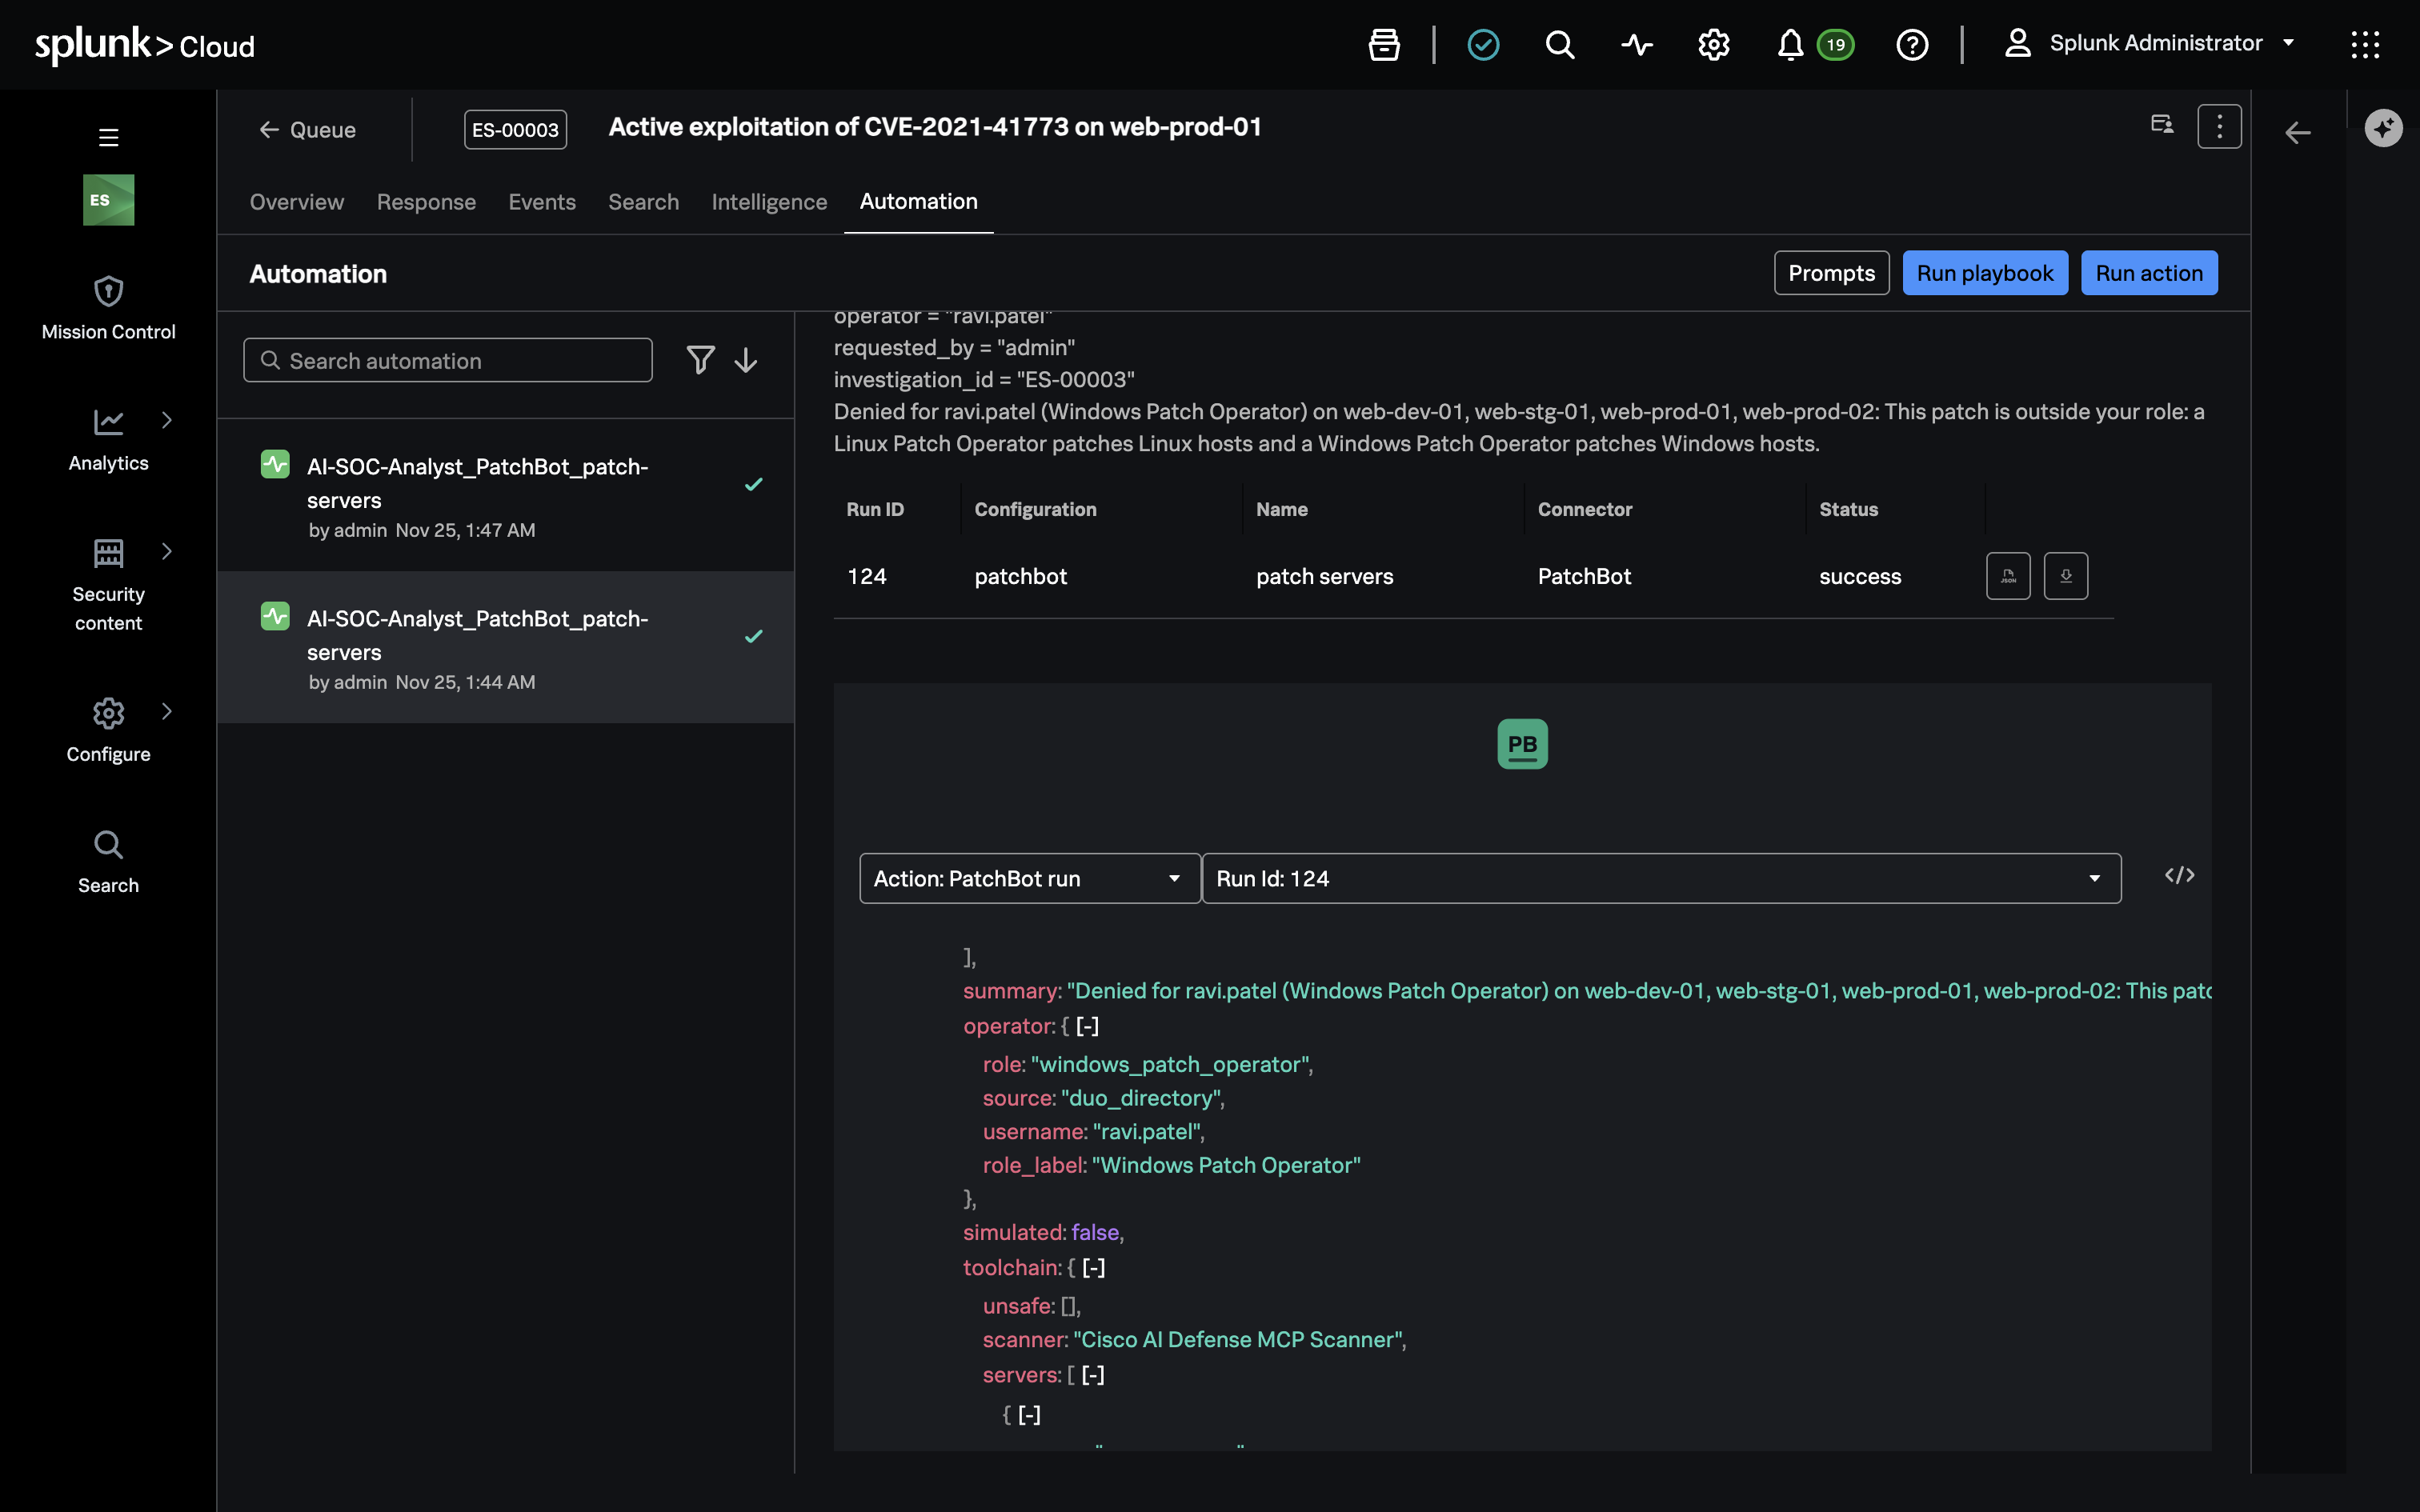 splunk>Cloud
19
Splunk Administrator
Queue
ES-00003
Active exploitation of CVE-2021-41773 on web-prod-01
ES
Mission Control
Analytics
Security
content
Configure
Search
Overview
Response
Events
Search
Intelligence
Automation
Automation
Prompts
Run playbook
Run action
Search automation
AI-SOC-Analyst_PatchBot_patch-
servers
by admin Nov 25, 1:47 AM
AI-SOC-Analyst_PatchBot_patch-
servers
by admin Nov 25, 1:44 AM
operator = "ravi.patel"
requested_by = "admin"
investigation_id = "ES-00003"
Denied for ravi.patel (Windows Patch Operator) on web-dev-01, web-stg-01, web-prod-01, web-prod-02: This patch is outside your role: a
Linux Patch Operator patches Linux hosts and a Windows Patch Operator patches Windows hosts.
Run ID Configuration Name Connector Status
124 patchbot patch servers PatchBot success
JSON
PB
Action: PatchBot run
Run Id: 124
</>
],
summary: "Denied for ravi.patel (Windows Patch Operator) on web-dev-01, web-stg-01, web-prod-01, web-prod-02: This patc
operator: { [-]
role: "windows_patch_operator",
source: "duo_directory",
username: "ravi.patel",
role_label: "Windows Patch Operator"
},
simulated: false,
toolchain: { [-]
unsafe: [],
scanner: "Cisco AI Defense MCP Scanner",
servers: [ [-]
{ [-]